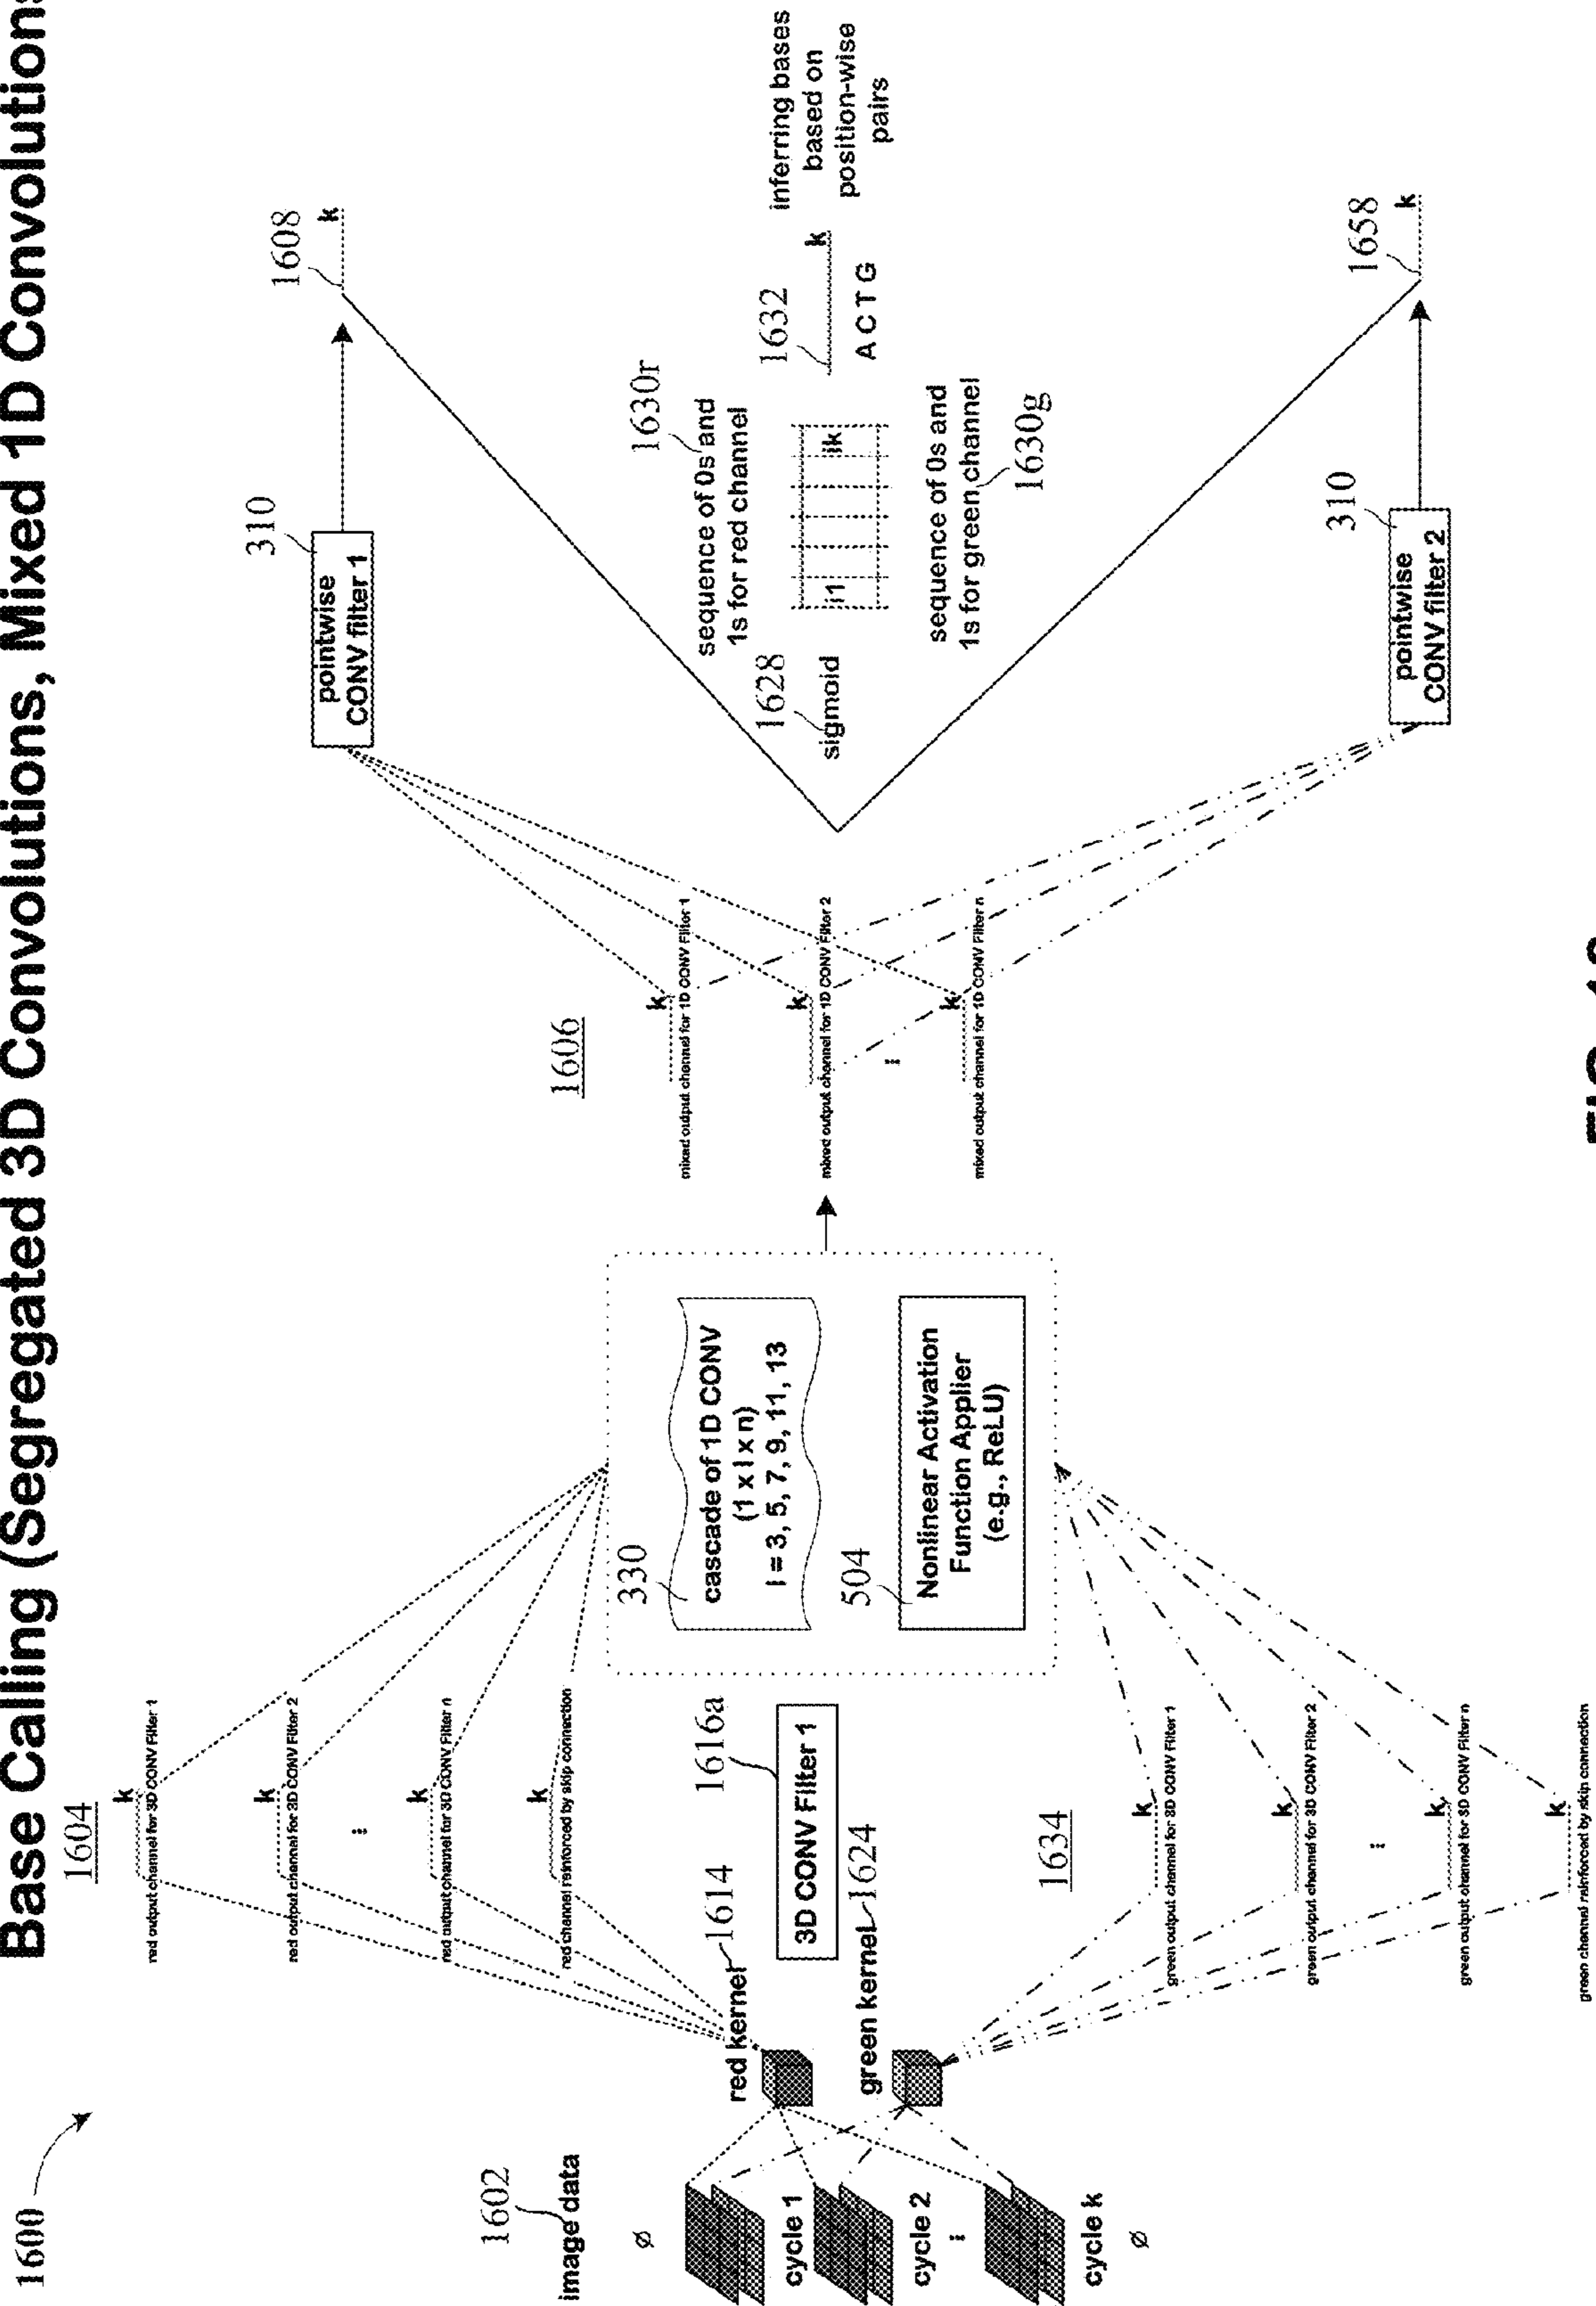 Base Calling (Segregated 3D Convolutions, Mixed 1D Convolutions
1600
1602
image data
ø
cycle 1
cycle 2
:
cycle k
ø
red kernel
1614
green kernel
1624
1604
k
red output channel for 3D CONV Filter 1
k
red output channel for 3D CONV Filter 2
:
k
red output channel for 3D CONV Filter n
k
red channel reinforced by skip connection
1616a
3D CONV Filter 1
1634
k
green output channel for 3D CONV Filter 1
k
green output channel for 3D CONV Filter 2
:
k
green output channel for 3D CONV Filter n
k
green channel reinforced by skip connection
330
cascade of 1D CONV
(1 x l x n)
l = 3, 5, 7, 9, 11, 13
504
Nonlinear Activation
Function Applier
(e.g., ReLU)
1606
k
mixed output channel for 1D CONV Filter 1
k
mixed output channel for 1D CONV Filter 2
:
k
mixed output channel for 1D CONV Filter n
310
pointwise
CONV filter 1
1608
k
1628
sigmoid
1630r
sequence of 0s and
1s for red channel
i1
ik
sequence of 0s and
1s for green channel
1630g
1632
k
A C T G
inferring bases
based on
position-wise
pairs
310
pointwise
CONV filter 2
1658
k